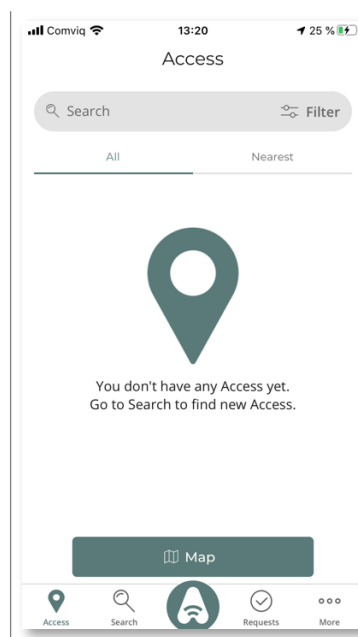 Comviq 13:20 25 %
Access
Search Filter
All Nearest
You don't have any Access yet.
Go to Search to find new Access.
Map
Access Search Requests More